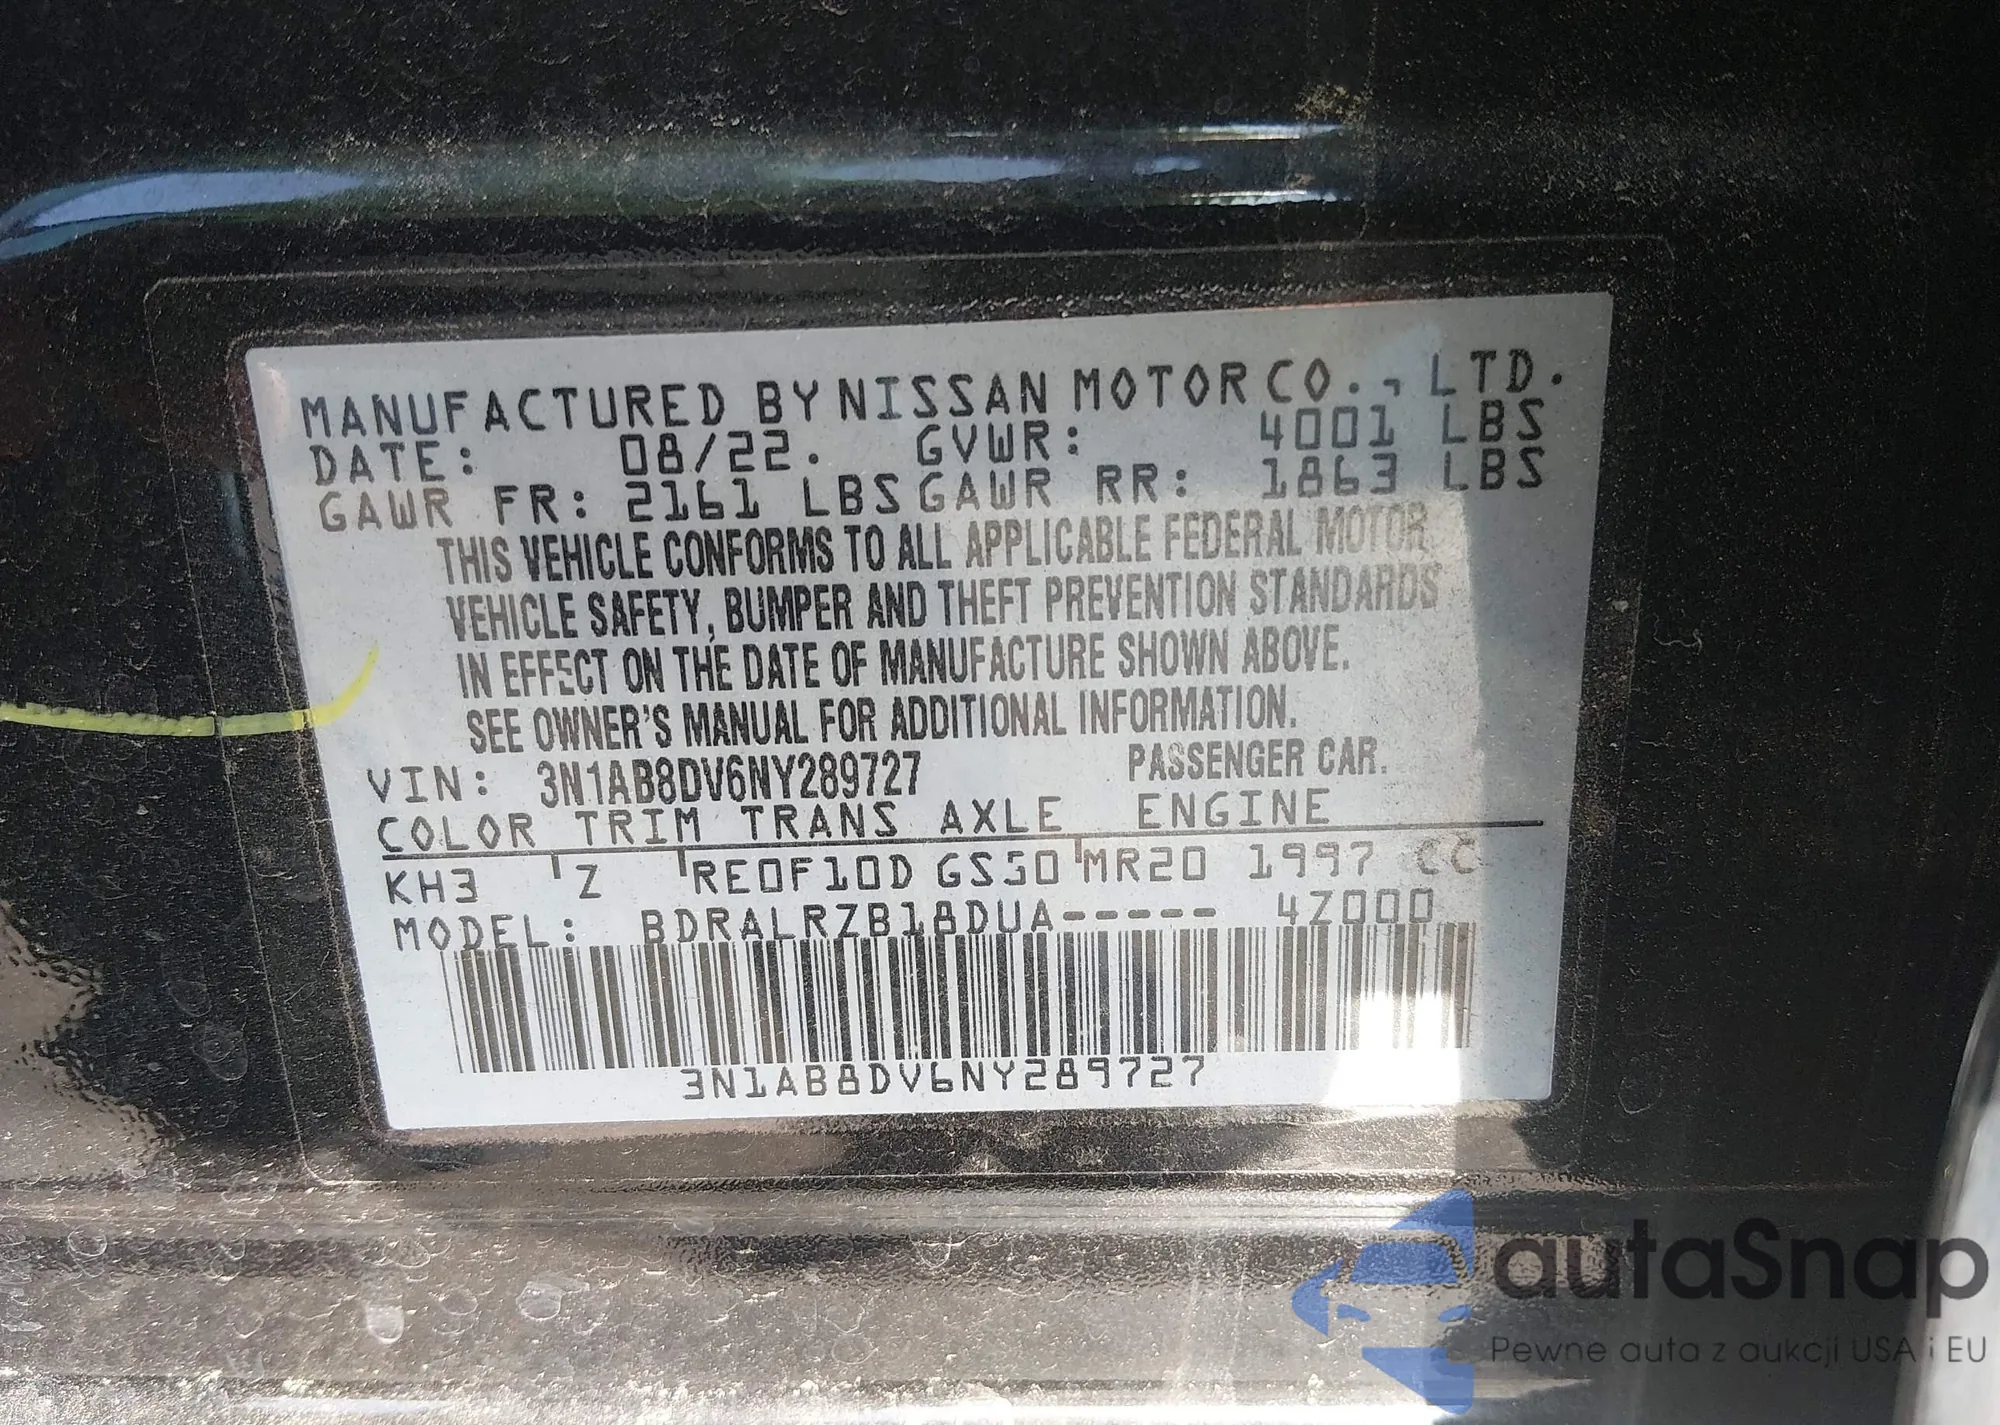 MANUFACTURED BY NISSAN MOTOR CO., LTD.
DATE: 08/22. GVWR: 4001 LBS
GAWR FR: 2161 LBS GAWR RR: 1863 LBS
THIS VEHICLE CONFORMS TO ALL APPLICABLE FEDERAL MOTOR
VEHICLE SAFETY, BUMPER AND THEFT PREVENTION STANDARDS
IN EFFECT ON THE DATE OF MANUFACTURE SHOWN ABOVE.
SEE OWNER'S MANUAL FOR ADDITIONAL INFORMATION.
VIN: 3N1AB8DV6NY289727 PASSENGER CAR.
COLOR TRIM TRANS AXLE ENGINE
KH3 Z RE0F10D GS50 MR20 1997 CC
MODEL: BDRALRZB18DUA----- 4Z000
3N1AB8DV6NY289727
autaSnap
Pewne auta z aukcji USA i EU